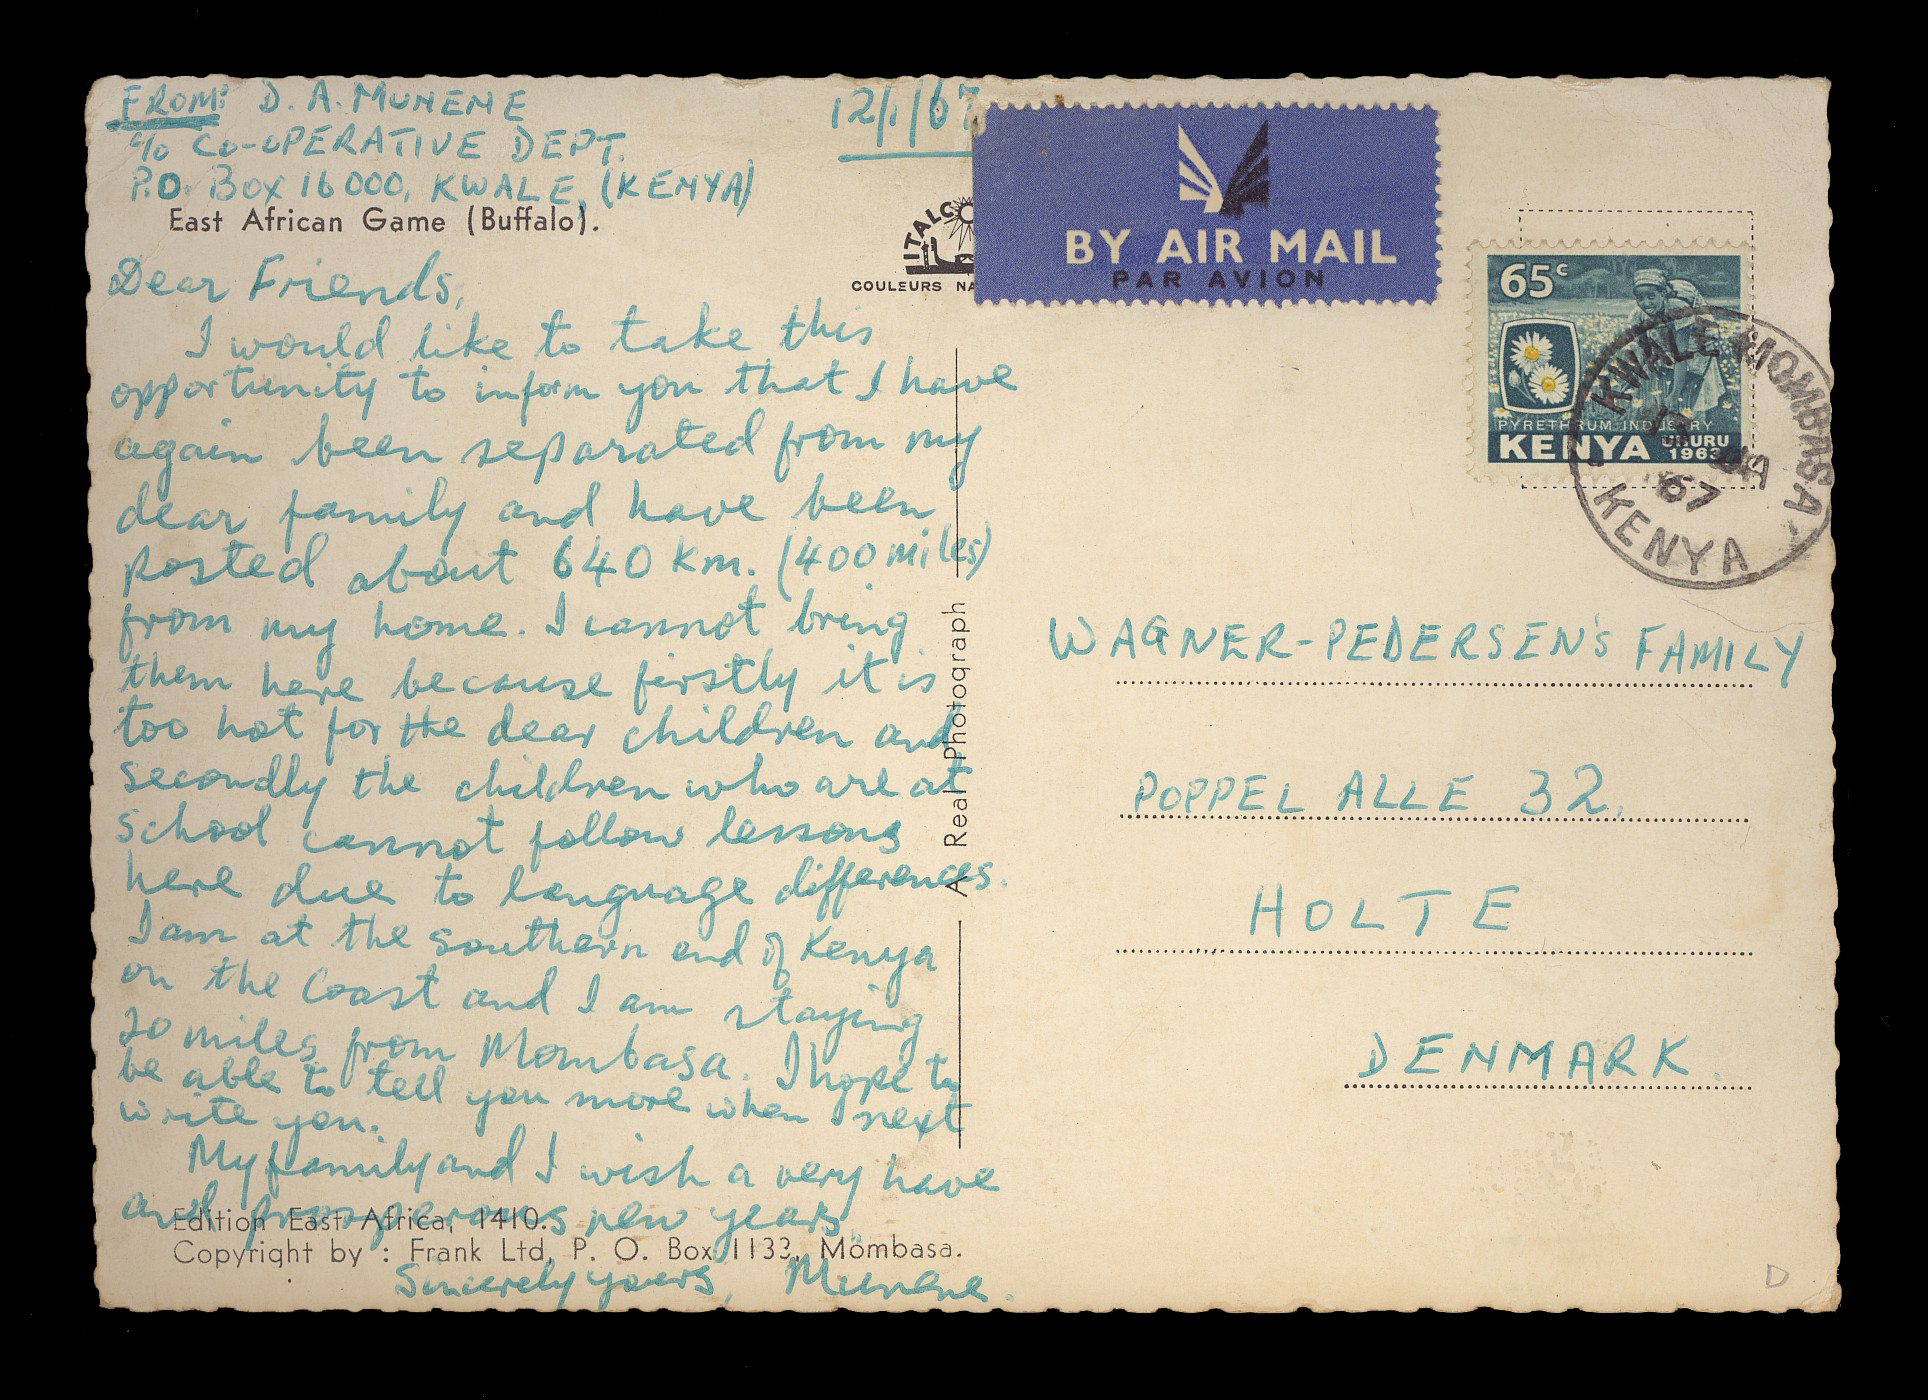 FROM: D. A. MUNENE
c/o CO-OPERATIVE DEPT.
P.O. BOX 16000, KWALE, (KENYA)
12/1/67
East African Game (Buffalo).
ITALCO
COULEURS NA
BY AIR MAIL
PAR AVION
65c
PYRETHRUM INDUSTRY
KENYA UHURU 1963
KWALE MOMBASA
67
KENYA
Dear Friends,
I would like to take this
opportunity to inform you that I have
again been separated from my
dear family and have been
posted about 640 km. (400 miles)
from my home. I cannot bring
them here because firstly it is
too hot for the dear children and
secondly the children who are at
school cannot follow lessons
here due to language differences.
I am at the southern end of Kenya
on the Coast and I am staying
20 miles from Mombasa. I hope to
be able to tell you more when I next
write you.
My family and I wish a very have
and prosperous new years.
Sincerely yours, Munene.
Edition East Africa, 1410.
Copyright by : Frank Ltd, P. O. Box 1133, Mombasa.
A Real Photograph
WAGNER-PEDERSEN'S FAMILY
POPPEL ALLE 32,
HOLTE
DENMARK.
D